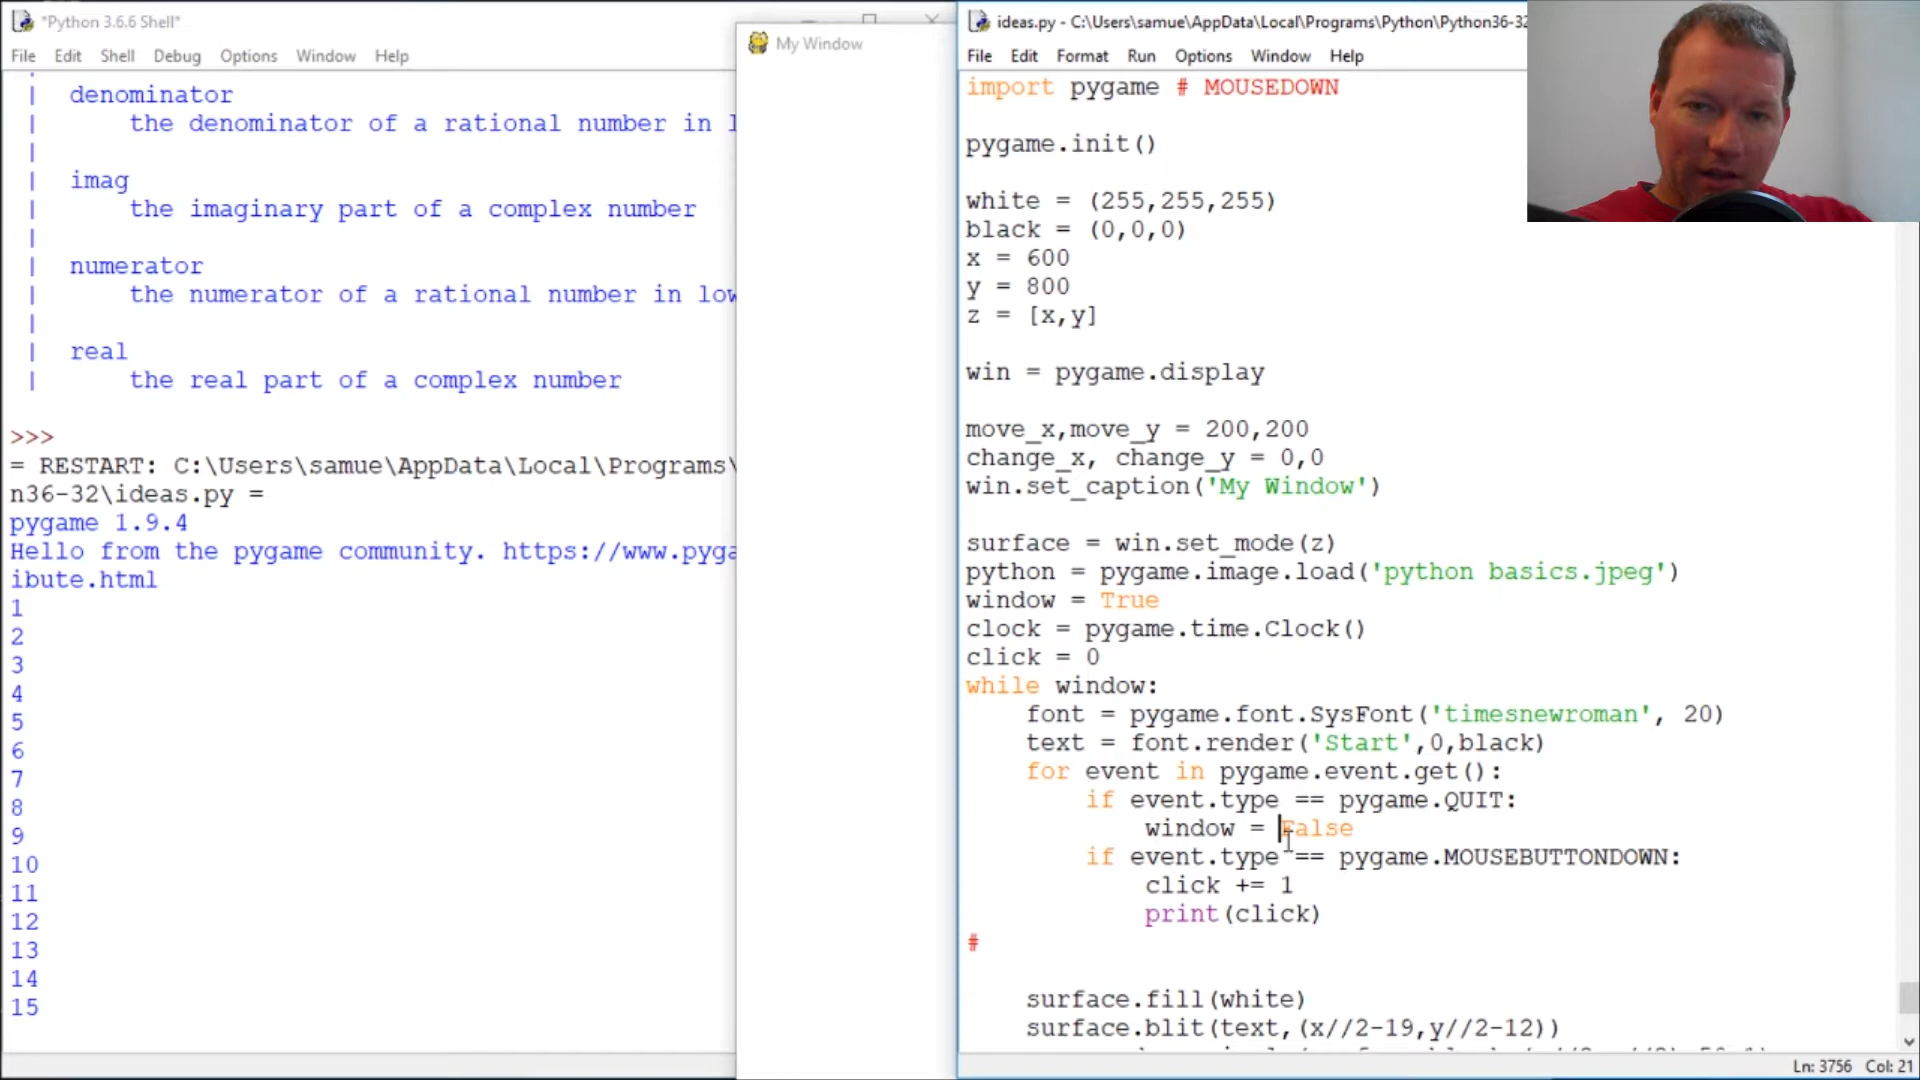 *Python 3.6.6 Shell*
File Edit Shell Debug Options Window Help
| denominator
| the denominator of a rational number in l
|
| imag
| the imaginary part of a complex number
|
| numerator
| the numerator of a rational number in low
|
| real
| the real part of a complex number
>>>
= RESTART: C:\Users\samue\AppData\Local\Programs\
n36-32\ideas.py =
pygame 1.9.4
Hello from the pygame community. https://www.pyga
ibute.html
1
2
3
4
5
6
7
8
9
10
11
12
13
14
15
My Window
ideas.py - C:\Users\samue\AppData\Local\Programs\Python\Python36-32
File Edit Format Run Options Window Help
import pygame # MOUSEDOWN
pygame.init()
white = (255,255,255)
black = (0,0,0)
x = 600
y = 800
z = [x,y]
win = pygame.display
move_x,move_y = 200,200
change_x, change_y = 0,0
win.set_caption('My Window')
surface = win.set_mode(z)
python = pygame.image.load('python basics.jpeg')
window = True
clock = pygame.time.Clock()
click = 0
while window:
font = pygame.font.SysFont('timesnewroman', 20)
text = font.render('Start',0,black)
for event in pygame.event.get():
if event.type == pygame.QUIT:
window = False
if event.type == pygame.MOUSEBUTTONDOWN:
click += 1
print(click)
#
surface.fill(white)
surface.blit(text,(x//2-19,y//2-12))
Ln: 3756 Col: 21